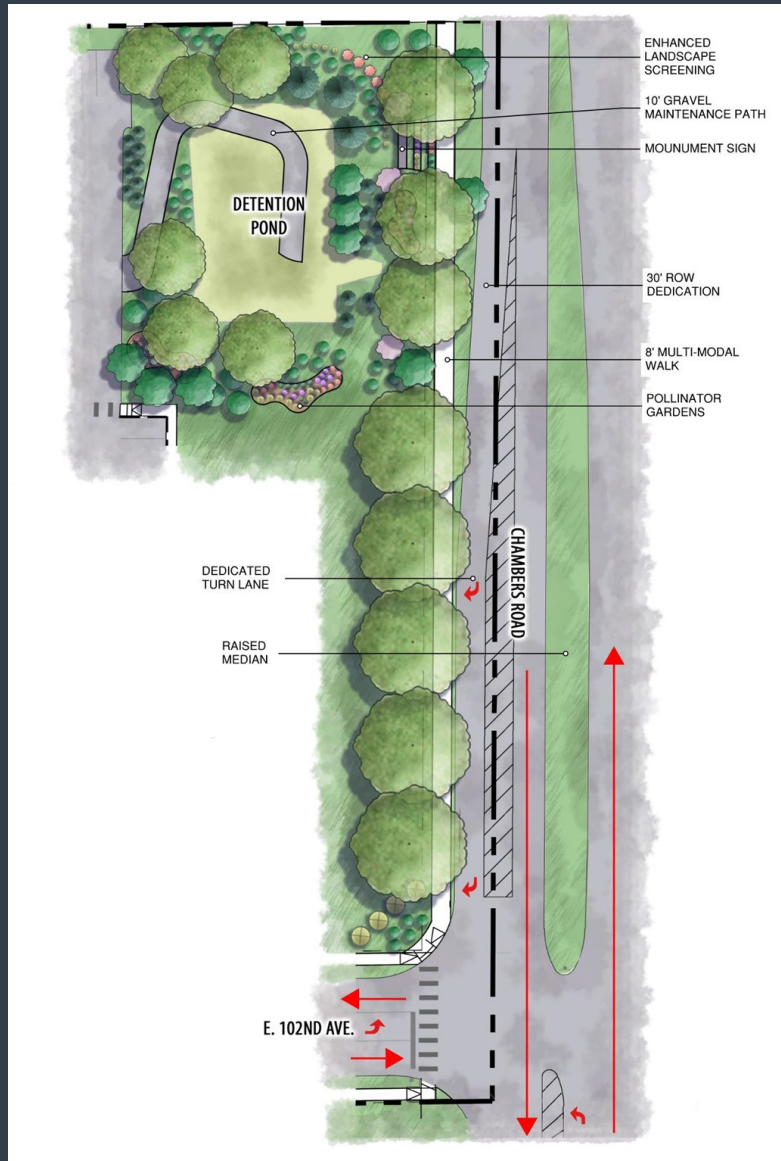 ENHANCED
LANDSCAPE
SCREENING
10' GRAVEL
MAINTENANCE PATH
MOUNUMENT SIGN
DETENTION
POND
30' ROW
DEDICATION
8' MULTI-MODAL
WALK
POLLINATOR
GARDENS
DEDICATED
TURN LANE
CHAMBERS ROAD
RAISED
MEDIAN
E. 102ND AVE.